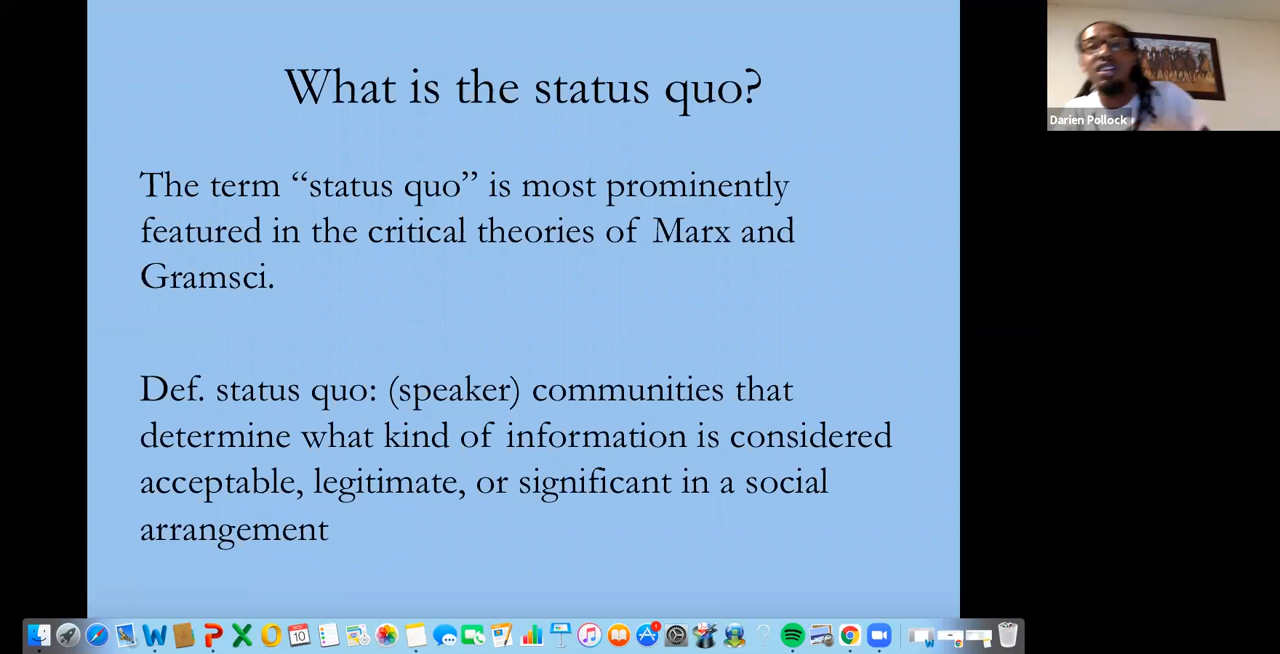 What is the status quo?
The term “status quo” is most prominently
featured in the critical theories of Marx and
Gramsci.
Def. status quo: (speaker) communities that
determine what kind of information is considered
acceptable, legitimate, or significant in a social
arrangement
Darien Pollock
NOV
10